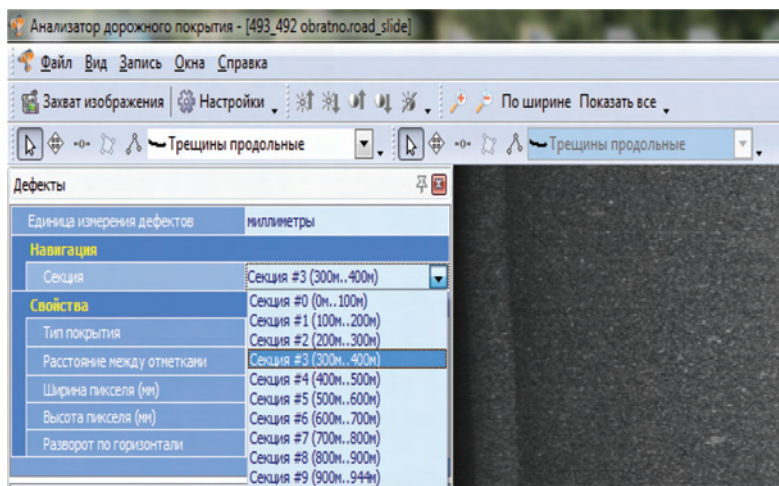 Анализатор дорожного покрытия - [493_492 obratno.road_slide]
Файл Вид Запись Окна Справка
Захват изображения Настройки По ширине Показать все
Трещины продольные Трещины продольные
Дефекты
Единица измерения дефектов миллиметры
Навигация
Секция Секция #3 (300м..400м)
Свойства
Секция #0 (0м..100м)
Секция #1 (100м..200м)
Тип покрытия
Секция #2 (200м..300м)
Расстояние между отметками Секция #3 (300м..400м)
Секция #4 (400м..500м)
Ширина пикселя (мм)
Секция #5 (500м..600м)
Высота пикселя (мм) Секция #6 (600м..700м)
Секция #7 (700м..800м)
Разворот по горизонтали
Секция #8 (800м..900м)
Секция #9 (900м..944м)